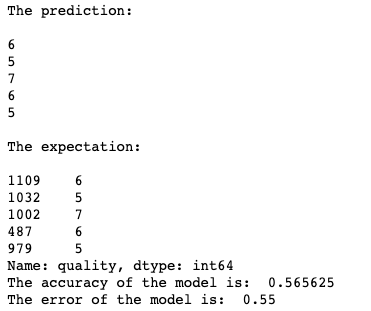 The prediction:
6
5
7
6
5
The expectation:
1109    6
1032    5
1002    7
487     6
979     5
Name: quality, dtype: int64
The accuracy of the model is:  0.565625
The error of the model is:  0.55